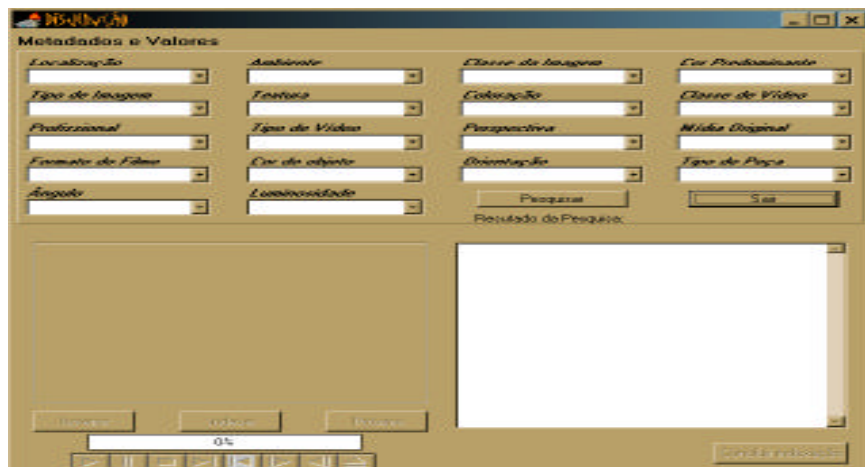 Metadados e Valores
Localização Ambiente Classe da Imagem Cor Predominante
Tipo de Imagem Textura Coloração Classe de Vídeo
Profissional Tipo de Vídeo Perspectiva Mídia Original
Formato de Filme Cor do objeto Orientação Tipo de Peça
Ângulo Luminosidade
Pesquisar Sair
Resultado da Pesquisa:
0%